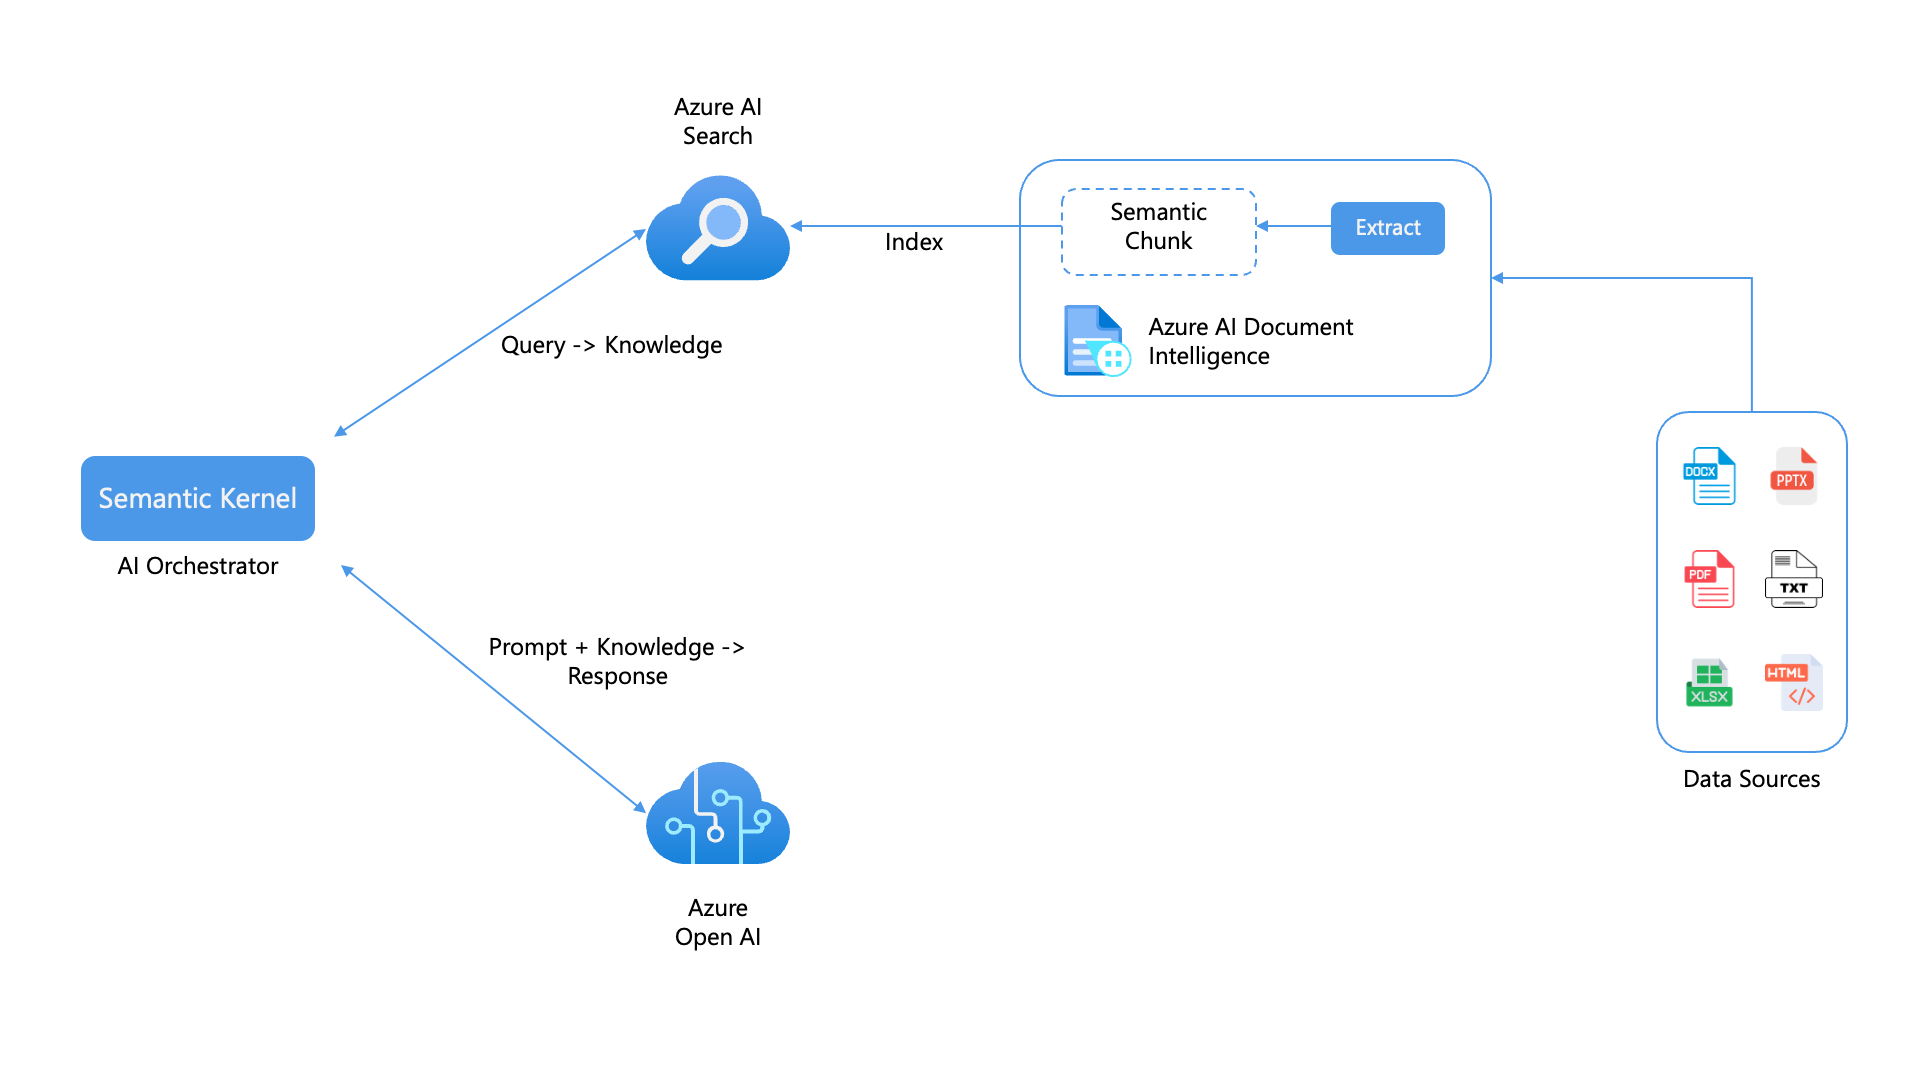 Azure AI
Search
Semantic
Chunk
Extract
Index
Azure AI Document
Intelligence
Query -> Knowledge
Semantic Kernel
AI Orchestrator
Prompt + Knowledge ->
Response
Azure
Open AI
DOCX
PPTX
PDF
TXT
XLSX
HTML
</>
Data Sources